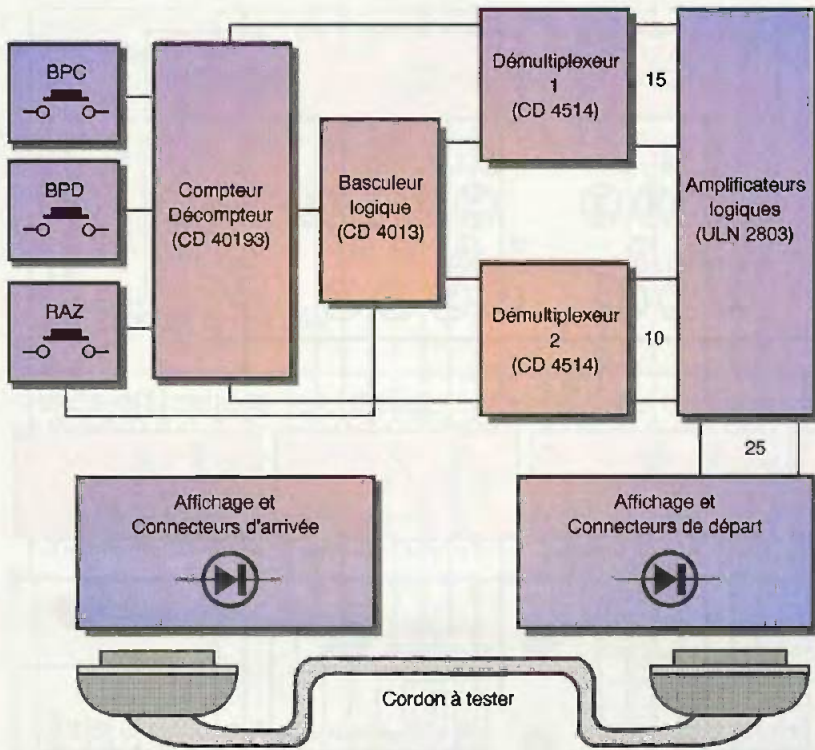 BPC
BPD
RAZ
Compteur
Décompteur
(CD 40193)
Basculeur
logique
(CD 4013)
Démultiplexeur
1
(CD 4514)
15
Démultiplexeur
2
(CD 4514)
10
Amplificateurs
logiques
(ULN 2803)
25
Affichage et
Connecteurs d'arrivée
Affichage et
Connecteurs de départ
Cordon à tester